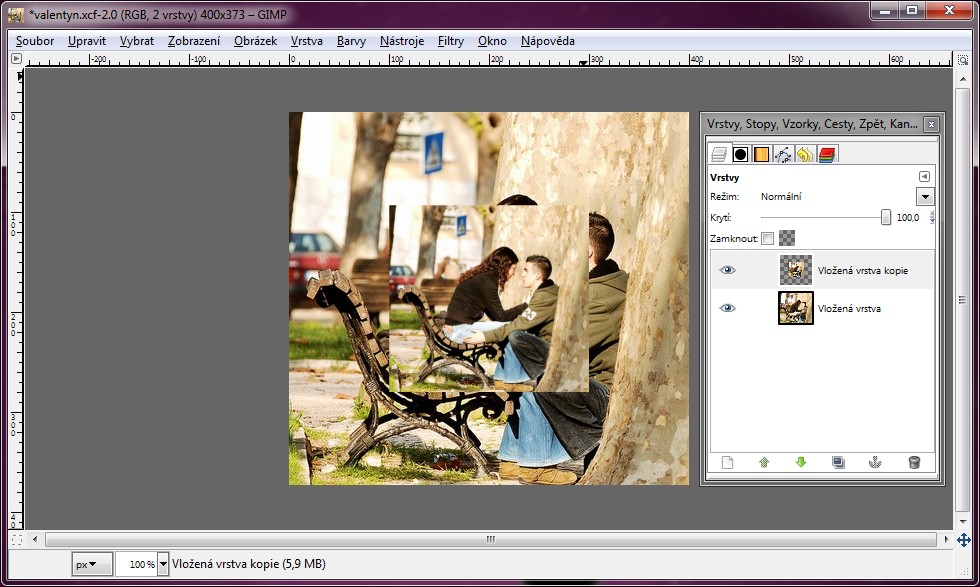 *valentyn.xcf-2.0 (RGB, 2 vrstvy) 400x373 – GIMP
Soubor Upravit Vybrat Zobrazení Obrázek Vrstva Barvy Nástroje Filtry Okno Nápověda
-200 -100 0 100 200 300 400 500 600
0
100
200
300
40
Vrstvy, Stopy, Vzorky, Cesty, Zpět, Kan...
Vrstvy
Režim: Normální
Krytí: 100,0
Zamknout:
Vložená vrstva kopie
Vložená vrstva
px 100 % Vložená vrstva kopie (5,9 MB)